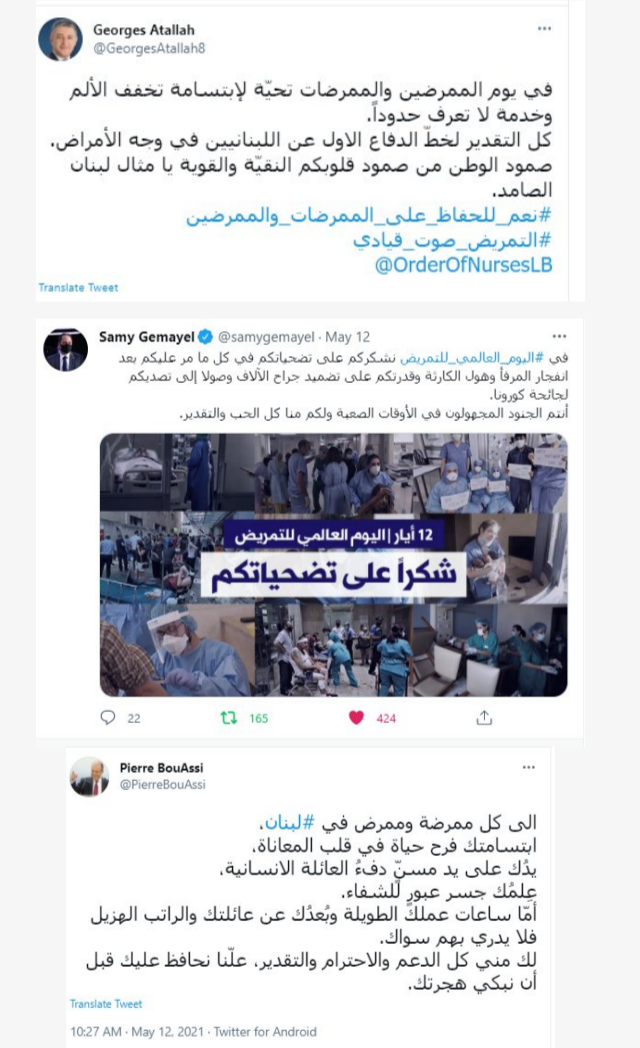 Georges Atallah
@GeorgesAtallah8
في يوم الممرضين والممرضات تحيّة لإبتسامة تخفف الألم
وخدمة لا تعرف حدوداً.
كل التقدير لخطّ الدفاع الاول عن اللبنانيين في وجه الأمراض،
صمود الوطن من صمود قلوبكم النقيّة والقوية يا مثال لبنان
الصامد.
#نعم_للحفاظ_على_الممرضات_والممرضين
#التمريض_صوت_قيادي
@OrderOfNursesLB
Translate Tweet
Samy Gemayel @samygemayel · May 12
في #اليوم_العالمي_للتمريض نشكركم على تضحياتكم في كل ما مر عليكم بعد
انفجار المرفأ وهول الكارثة وقدرتكم على تضميد جراح الآلاف وصولا إلى تصديكم
لجائحة كورونا.
أنتم الجنود المجهولون في الأوقات الصعبة ولكم منا كل الحب والتقدير.
12 أيار | اليوم العالمي للتمريض
شكراً على تضحياتكم
22 165 424
Pierre BouAssi
@PierreBouAssi
الى كل ممرضة وممرض في #لبنان،
ابتسامتك فرح حياة في قلب المعاناة،
يدُك على يد مسنّ دفءُ العائلة الانسانية،
عِلمُك جسر عبور للشفاء.
أمّا ساعات عملك الطويلة وبُعدُك عن عائلتك والراتب الهزيل
فلا يدري بهم سواك.
لك مني كل الدعم والاحترام والتقدير، علّنا نحافظ عليك قبل
أن نبكي هجرتك.
Translate Tweet
10:27 AM · May 12, 2021 · Twitter for Android